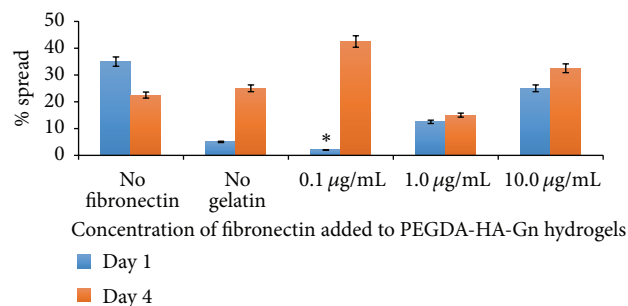 50
40
30
20
10
0
% spread
*
No fibronectin
No gelatin
0.1 μg/mL
1.0 μg/mL
10.0 μg/mL
Concentration of fibronectin added to PEGDA-HA-Gn hydrogels
Day 1
Day 4